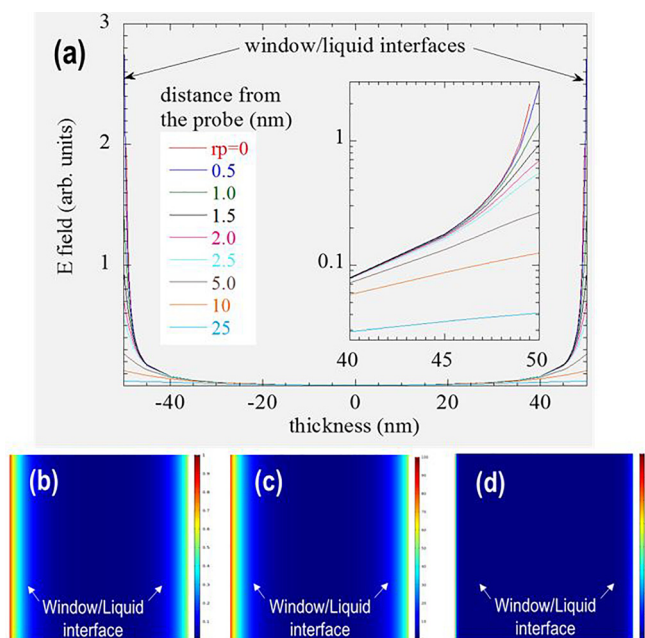 3
(a)
window/liquid interfaces
distance from
the probe (nm)
rp=0
0.5
1.0
1.5
2.0
2.5
5.0
10
25
E field (arb. units)
2
1
1
0.1
40
45
50
-40
-20
0
20
40
thickness (nm)
(b)
Window/Liquid
interface
(c)
Window/Liquid
interface
(d)
Window/Liquid
interface